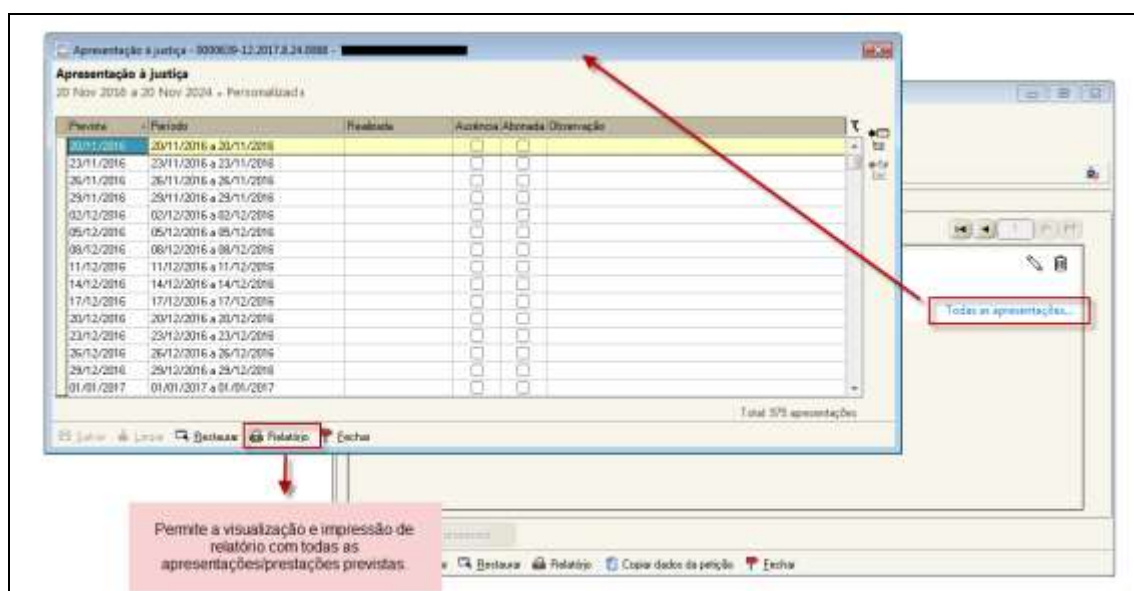 Apresentação à justiça - 0000639-12.2017.8.24.0088 -
Apresentação à justiça
20 Nov 2016 a 20 Nov 2024 - Personalizada
Prevista Período Realizada Ausência Abonada Observação
20/11/2016 20/11/2016 a 20/11/2016
23/11/2016 23/11/2016 a 23/11/2016
26/11/2016 26/11/2016 a 26/11/2016
29/11/2016 29/11/2016 a 29/11/2016
02/12/2016 02/12/2016 a 02/12/2016
05/12/2016 05/12/2016 a 05/12/2016
08/12/2016 08/12/2016 a 08/12/2016
11/12/2016 11/12/2016 a 11/12/2016
14/12/2016 14/12/2016 a 14/12/2016
17/12/2016 17/12/2016 a 17/12/2016
20/12/2016 20/12/2016 a 20/12/2016
23/12/2016 23/12/2016 a 23/12/2016
26/12/2016 26/12/2016 a 26/12/2016
29/12/2016 29/12/2016 a 29/12/2016
01/01/2017 01/01/2017 a 01/01/2017
Total 975 apresentações
Salvar Limpar Restaurar Relatório Fechar
Todas as apresentações...
Permite a visualização e impressão de
relatório com todas as
apresentações/prestações previstas.
Restaurar Relatório Copiar dados da petição Fechar